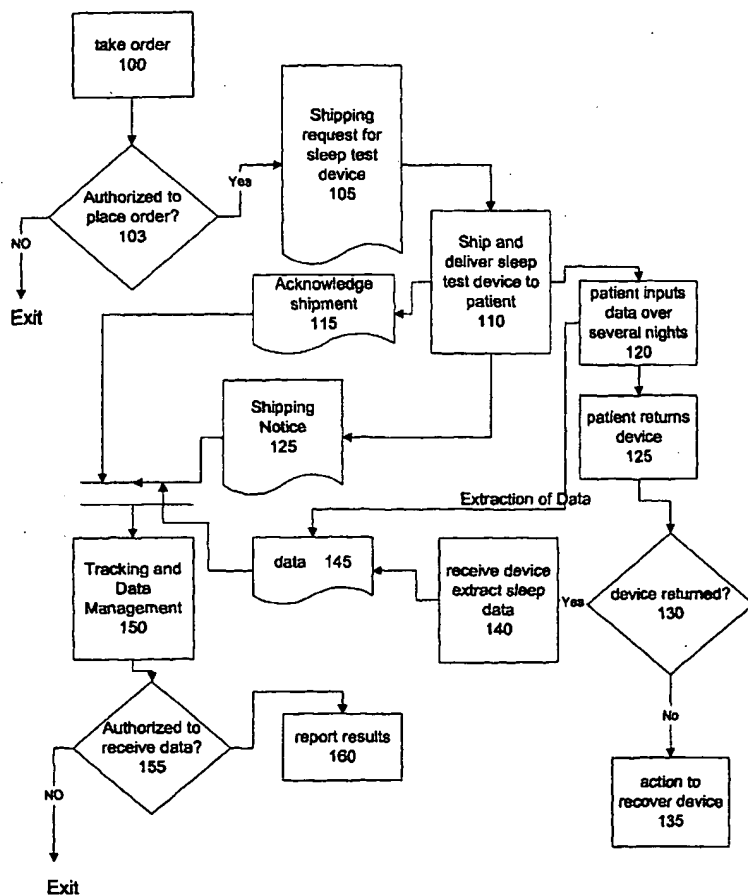 take order
100
Authorized to
place order?
103
NO
Exit
Yes
Shipping
request for
sleep test
device
105
Ship and
deliver sleep
test device to
patient
110
Acknowledge
shipment
115
patient inputs
data over
several nights
120
Shipping
Notice
125
patient returns
device
125
Extraction of Data
Tracking and
Data
Management
150
data 145
receive device
extract sleep
data
140
Yes
device returned?
130
Authorized to
receive data?
155
NO
Exit
report results
160
No
action to
recover device
135